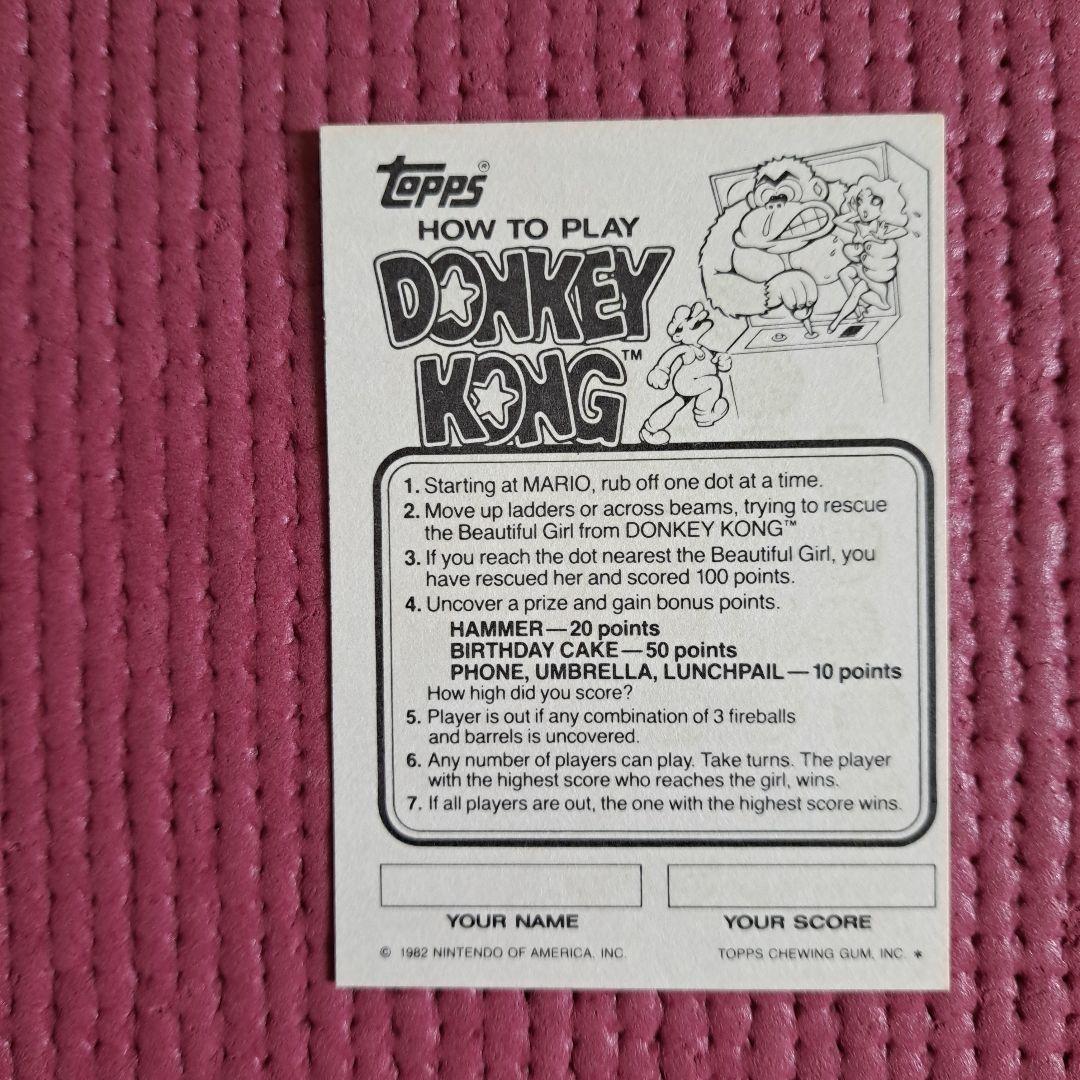 topps®
HOW TO PLAY
DONKEY
KONG™
1. Starting at MARIO, rub off one dot at a time.
2. Move up ladders or across beams, trying to rescue
the Beautiful Girl from DONKEY KONG™
3. If you reach the dot nearest the Beautiful Girl, you
have rescued her and scored 100 points.
4. Uncover a prize and gain bonus points.
HAMMER—20 points
BIRTHDAY CAKE—50 points
PHONE, UMBRELLA, LUNCHPAIL—10 points
How high did you score?
5. Player is out if any combination of 3 fireballs
and barrels is uncovered.
6. Any number of players can play. Take turns. The player
with the highest score who reaches the girl, wins.
7. If all players are out, the one with the highest score wins.
YOUR NAME YOUR SCORE
© 1982 NINTENDO OF AMERICA, INC. TOPPS CHEWING GUM, INC. *